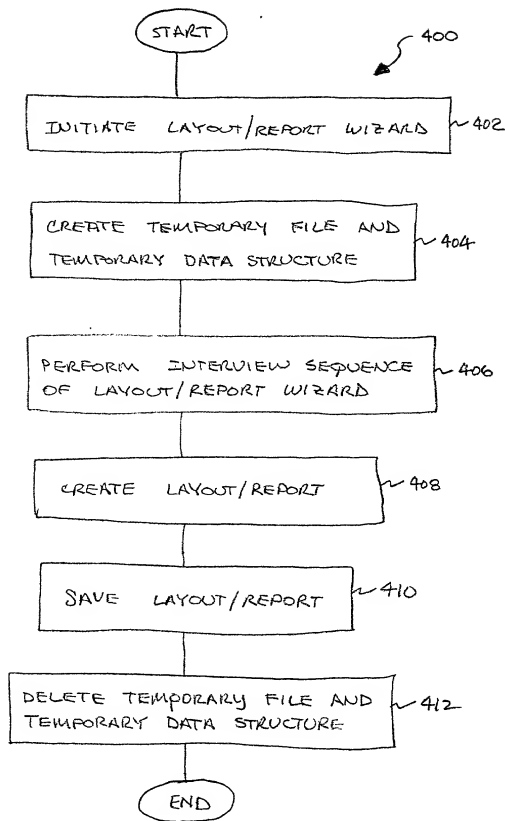 START
400
INITIATE LAYOUT/REPORT WIZARD
402
CREATE TEMPORARY FILE AND
TEMPORARY DATA STRUCTURE
404
PERFORM INTERVIEW SEQUENCE
OF LAYOUT/REPORT WIZARD
406
CREATE LAYOUT/REPORT
408
SAVE LAYOUT/REPORT
410
DELETE TEMPORARY FILE AND
TEMPORARY DATA STRUCTURE
412
END